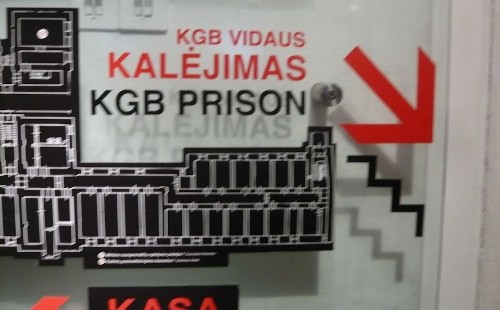 KGB VIDAUS
KALĖJIMAS
KGB PRISON
KASA